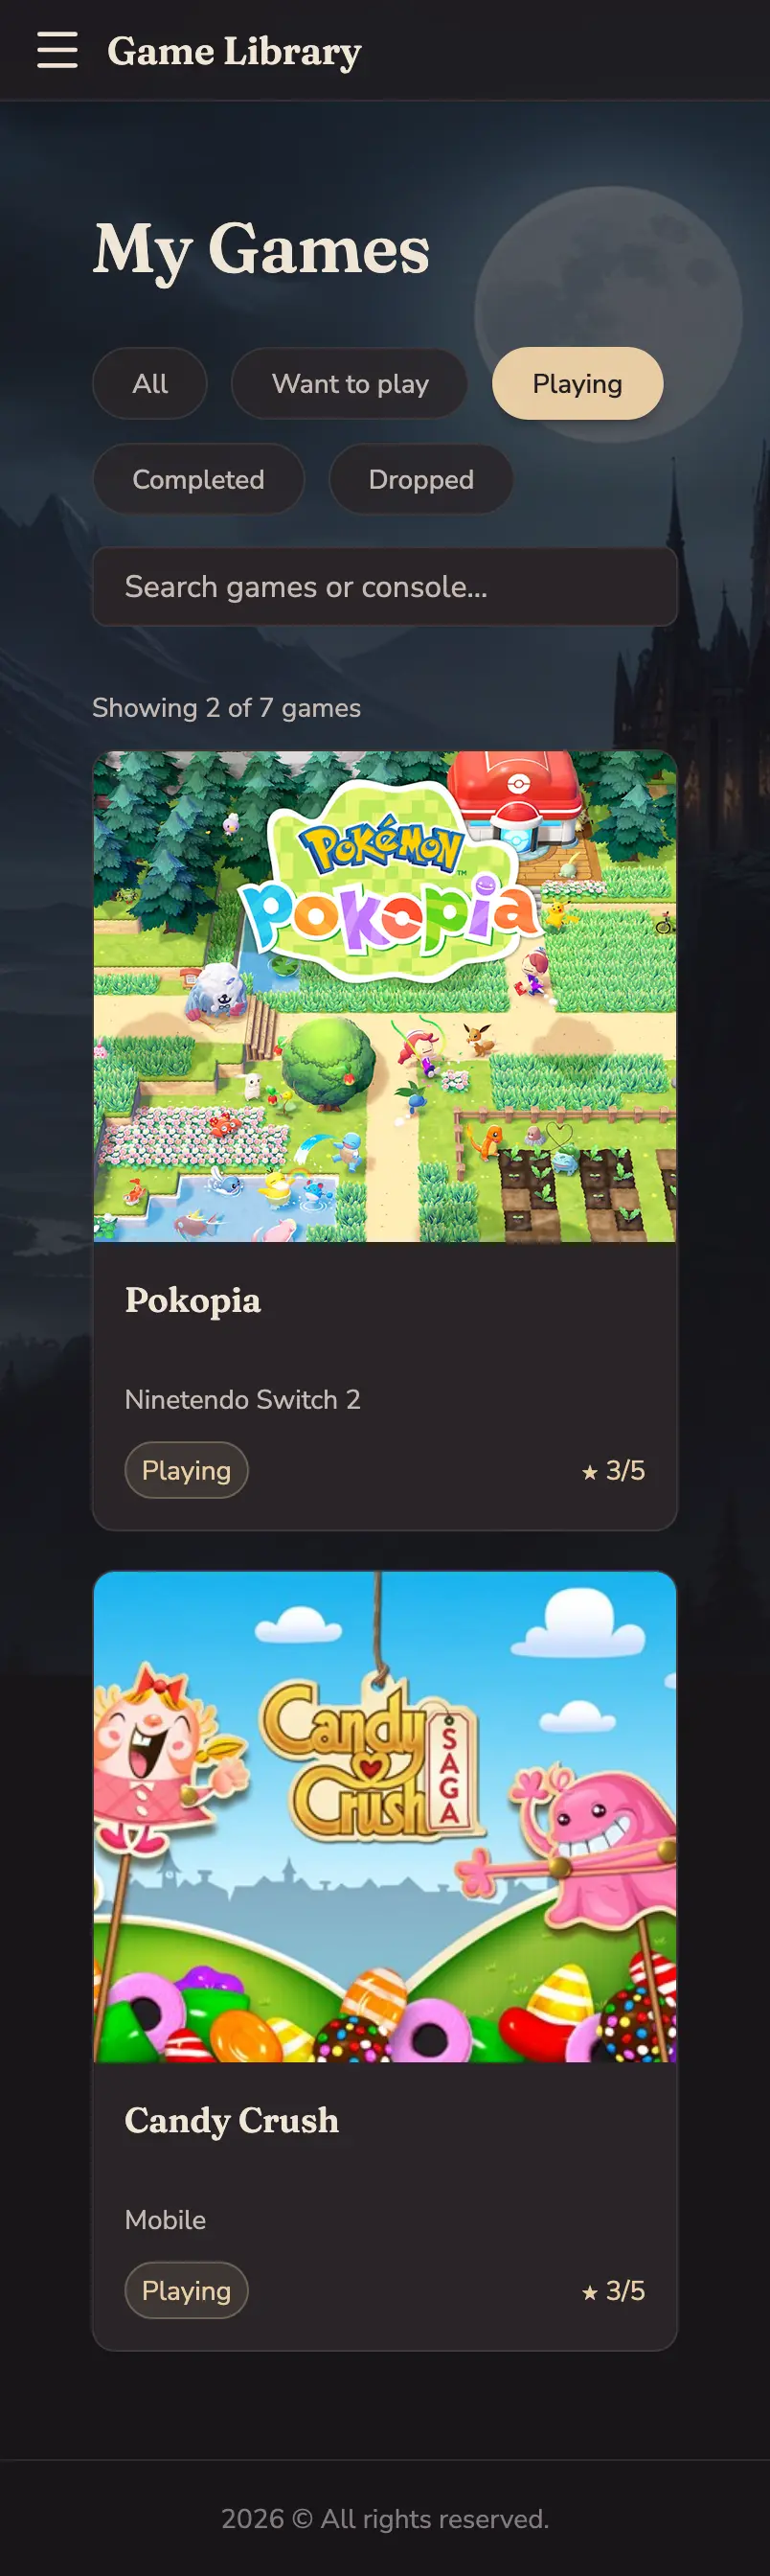 Game Library
My Games
All Want to play Playing
Completed Dropped
Search games or console...
Showing 2 of 7 games
POKéMON
TM
pokopia
Pokopia
Ninetendo Switch 2
Playing ★ 3/5
Candy
Crush
SAGA
Candy Crush
Mobile
Playing ★ 3/5
2026 © All rights reserved.